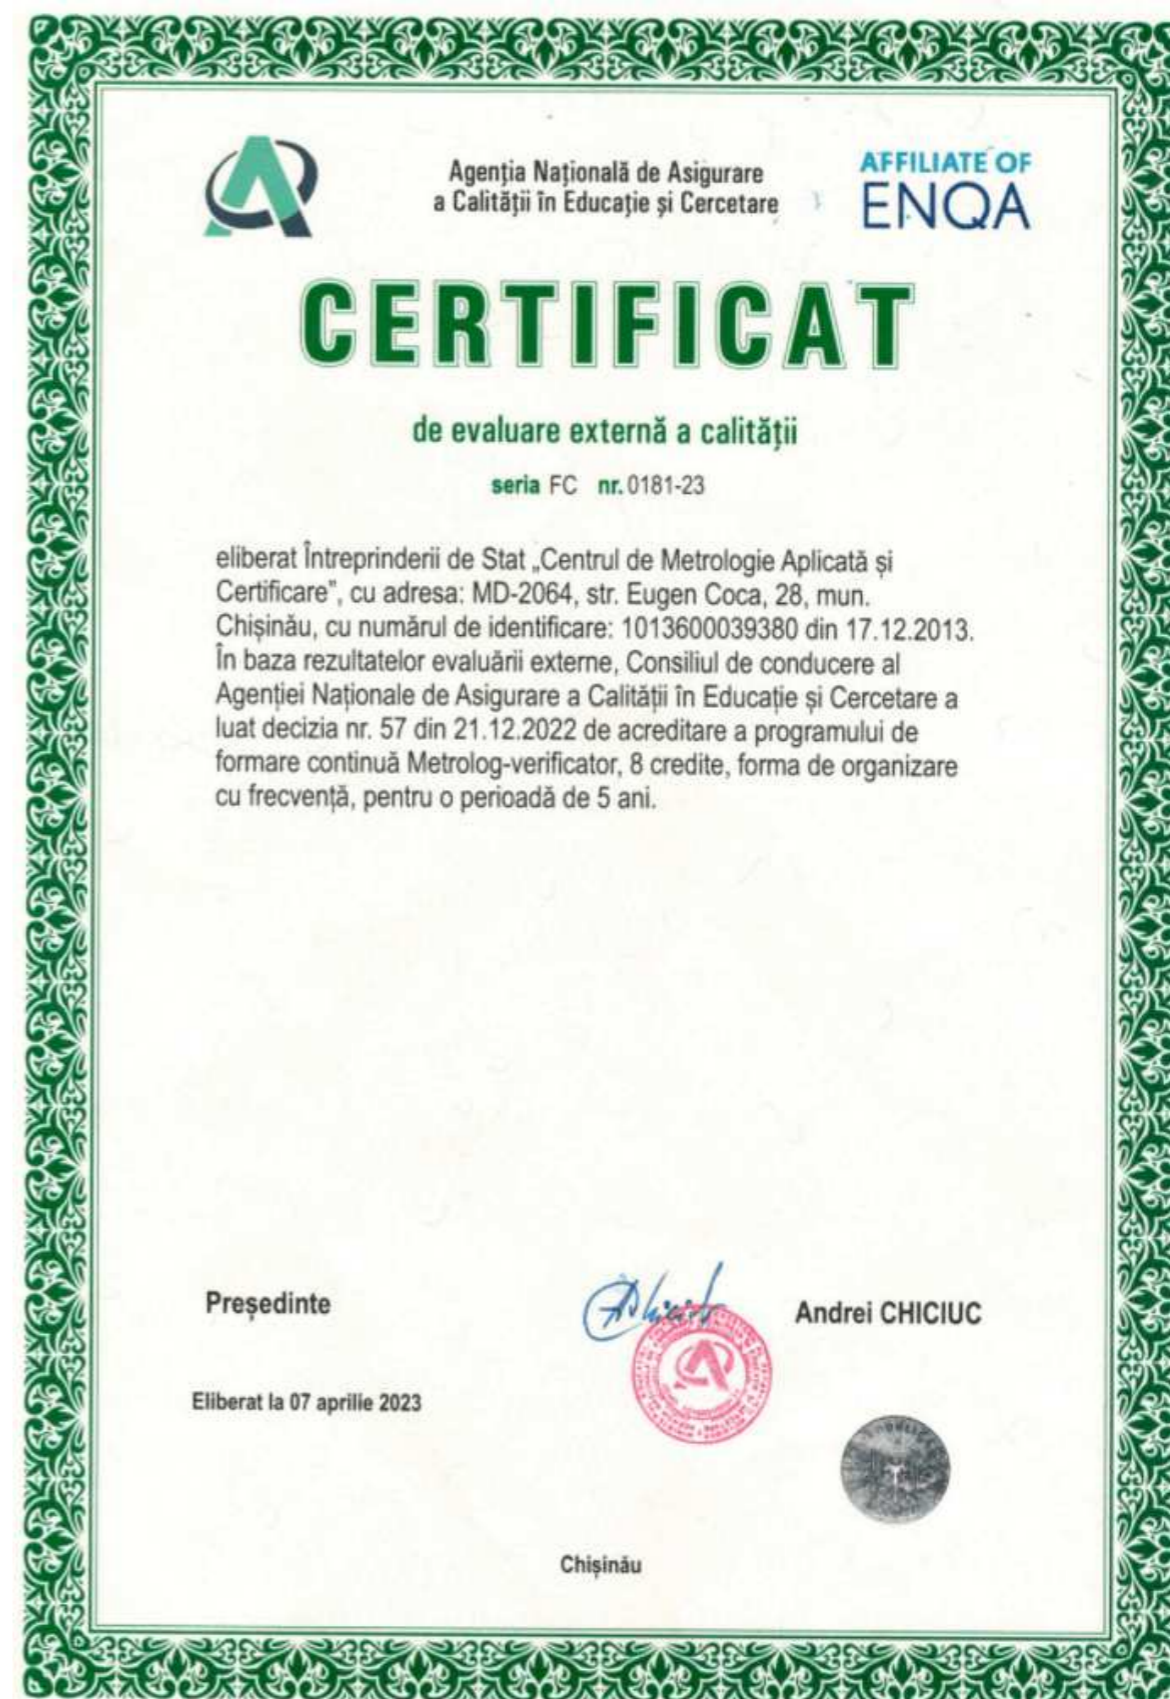 Agenția Națională de Asigurare
a Calității în Educație și Cercetare
AFFILIATE OF
ENQA
CERTIFICAT
de evaluare externă a calității
seria FC nr. 0181-23
eliberat Întreprinderii de Stat „Centrul de Metrologie Aplicată și
Certificare”, cu adresa: MD-2064, str. Eugen Coca, 28, mun.
Chișinău, cu numărul de identificare: 1013600039380 din 17.12.2013.
În baza rezultatelor evaluării externe, Consiliul de conducere al
Agenției Naționale de Asigurare a Calității în Educație și Cercetare a
luat decizia nr. 57 din 21.12.2022 de acreditare a programului de
formare continuă Metrolog-verificator, 8 credite, forma de organizare
cu frecvență, pentru o perioadă de 5 ani.
Președinte
Andrei CHICIUC
Eliberat la 07 aprilie 2023
Chișinău